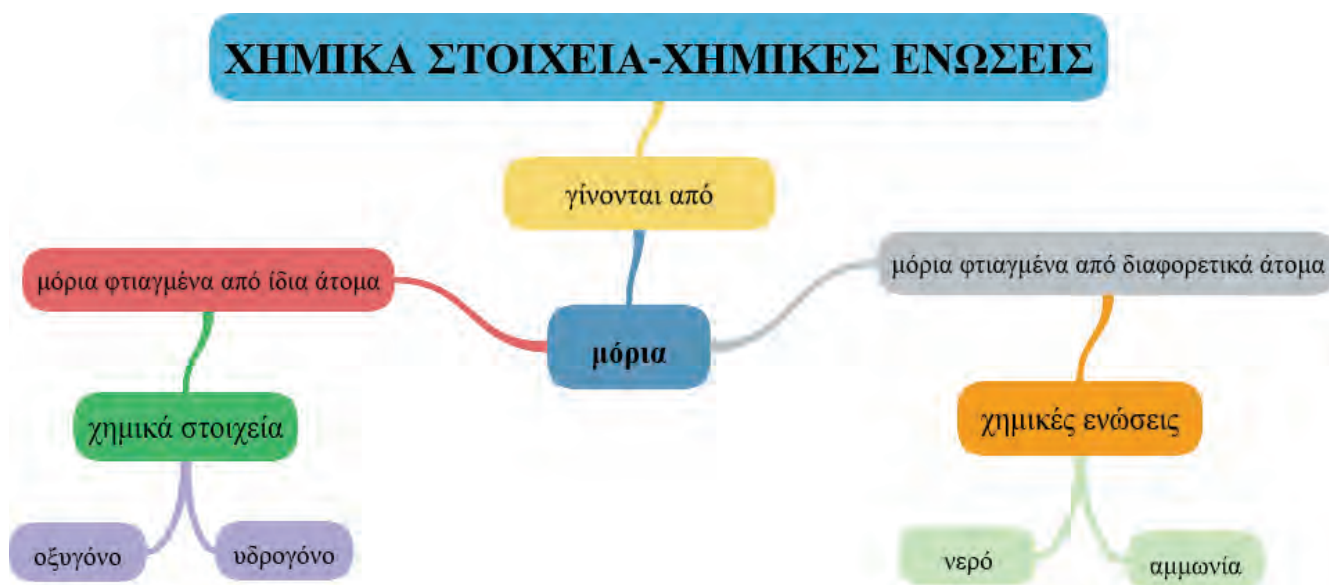 ΧΗΜΙΚΑ ΣΤΟΙΧΕΙΑ-ΧΗΜΙΚΕΣ ΕΝΩΣΕΙΣ
γίνονται από
μόρια φτιαγμένα από ίδια άτομα
μόρια φτιαγμένα από διαφορετικά άτομα
μόρια
χημικά στοιχεία
χημικές ενώσεις
οξυγόνο
υδρογόνο
νερό
αμμωνία